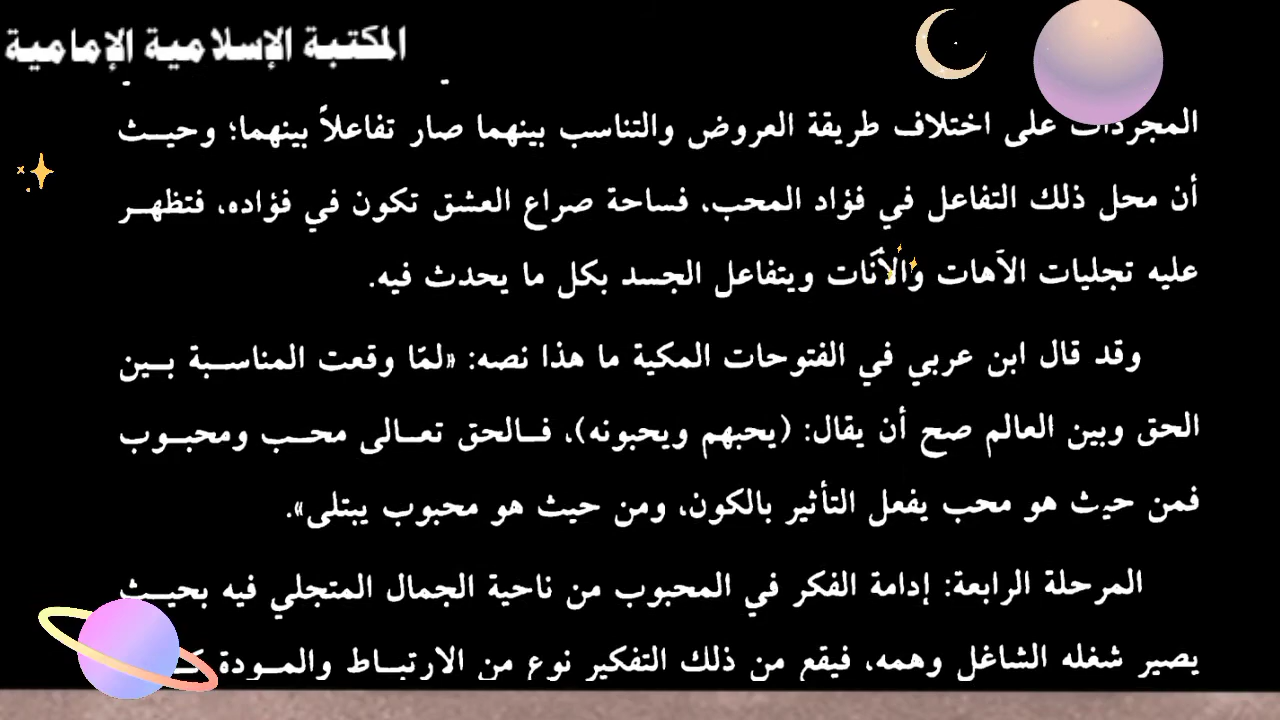 المكتبة الإسلامية الإمامية
المجردات على اختلاف طريقة العروض والتناسب بينهما صار تفاعلاً بينهما؛ وحيث
أن محل ذلك التفاعل في فؤاد المحب، فساحة صراع العشق تكون في فؤاده، فتظهر
عليه تجليات الآهات والأنّات ويتفاعل الجسد بكل ما يحدث فيه.
وقد قال ابن عربي في الفتوحات المكية ما هذا نصه: «لمّا وقعت المناسبة بين
الحق وبين العالم صح أن يقال: (يحبهم ويحبونه)، فالحق تعالى محب ومحبوب
فمن حيث هو محب يفعل التأثير بالكون، ومن حيث هو محبوب يبتلى».
المرحلة الرابعة: إدامة الفكر في المحبوب من ناحية الجمال المتجلي فيه بحيث
يصير شغله الشاغل وهمه، فيقع من ذلك التفكير نوع من الارتباط والمودة